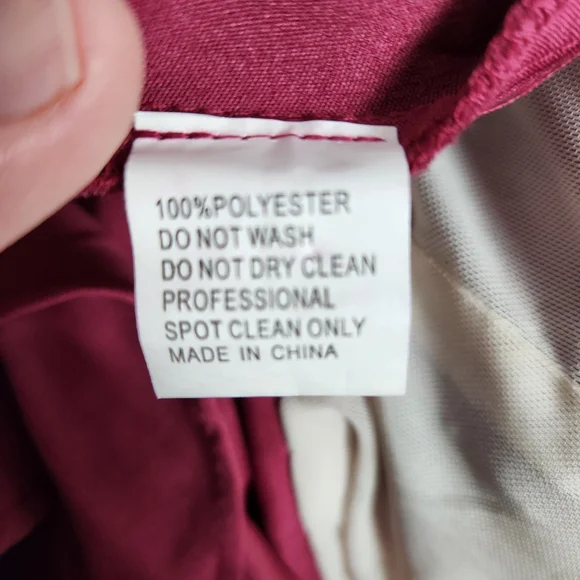 100%POLYESTER
DO NOT WASH
DO NOT DRY CLEAN
PROFESSIONAL
SPOT CLEAN ONLY
MADE IN CHINA